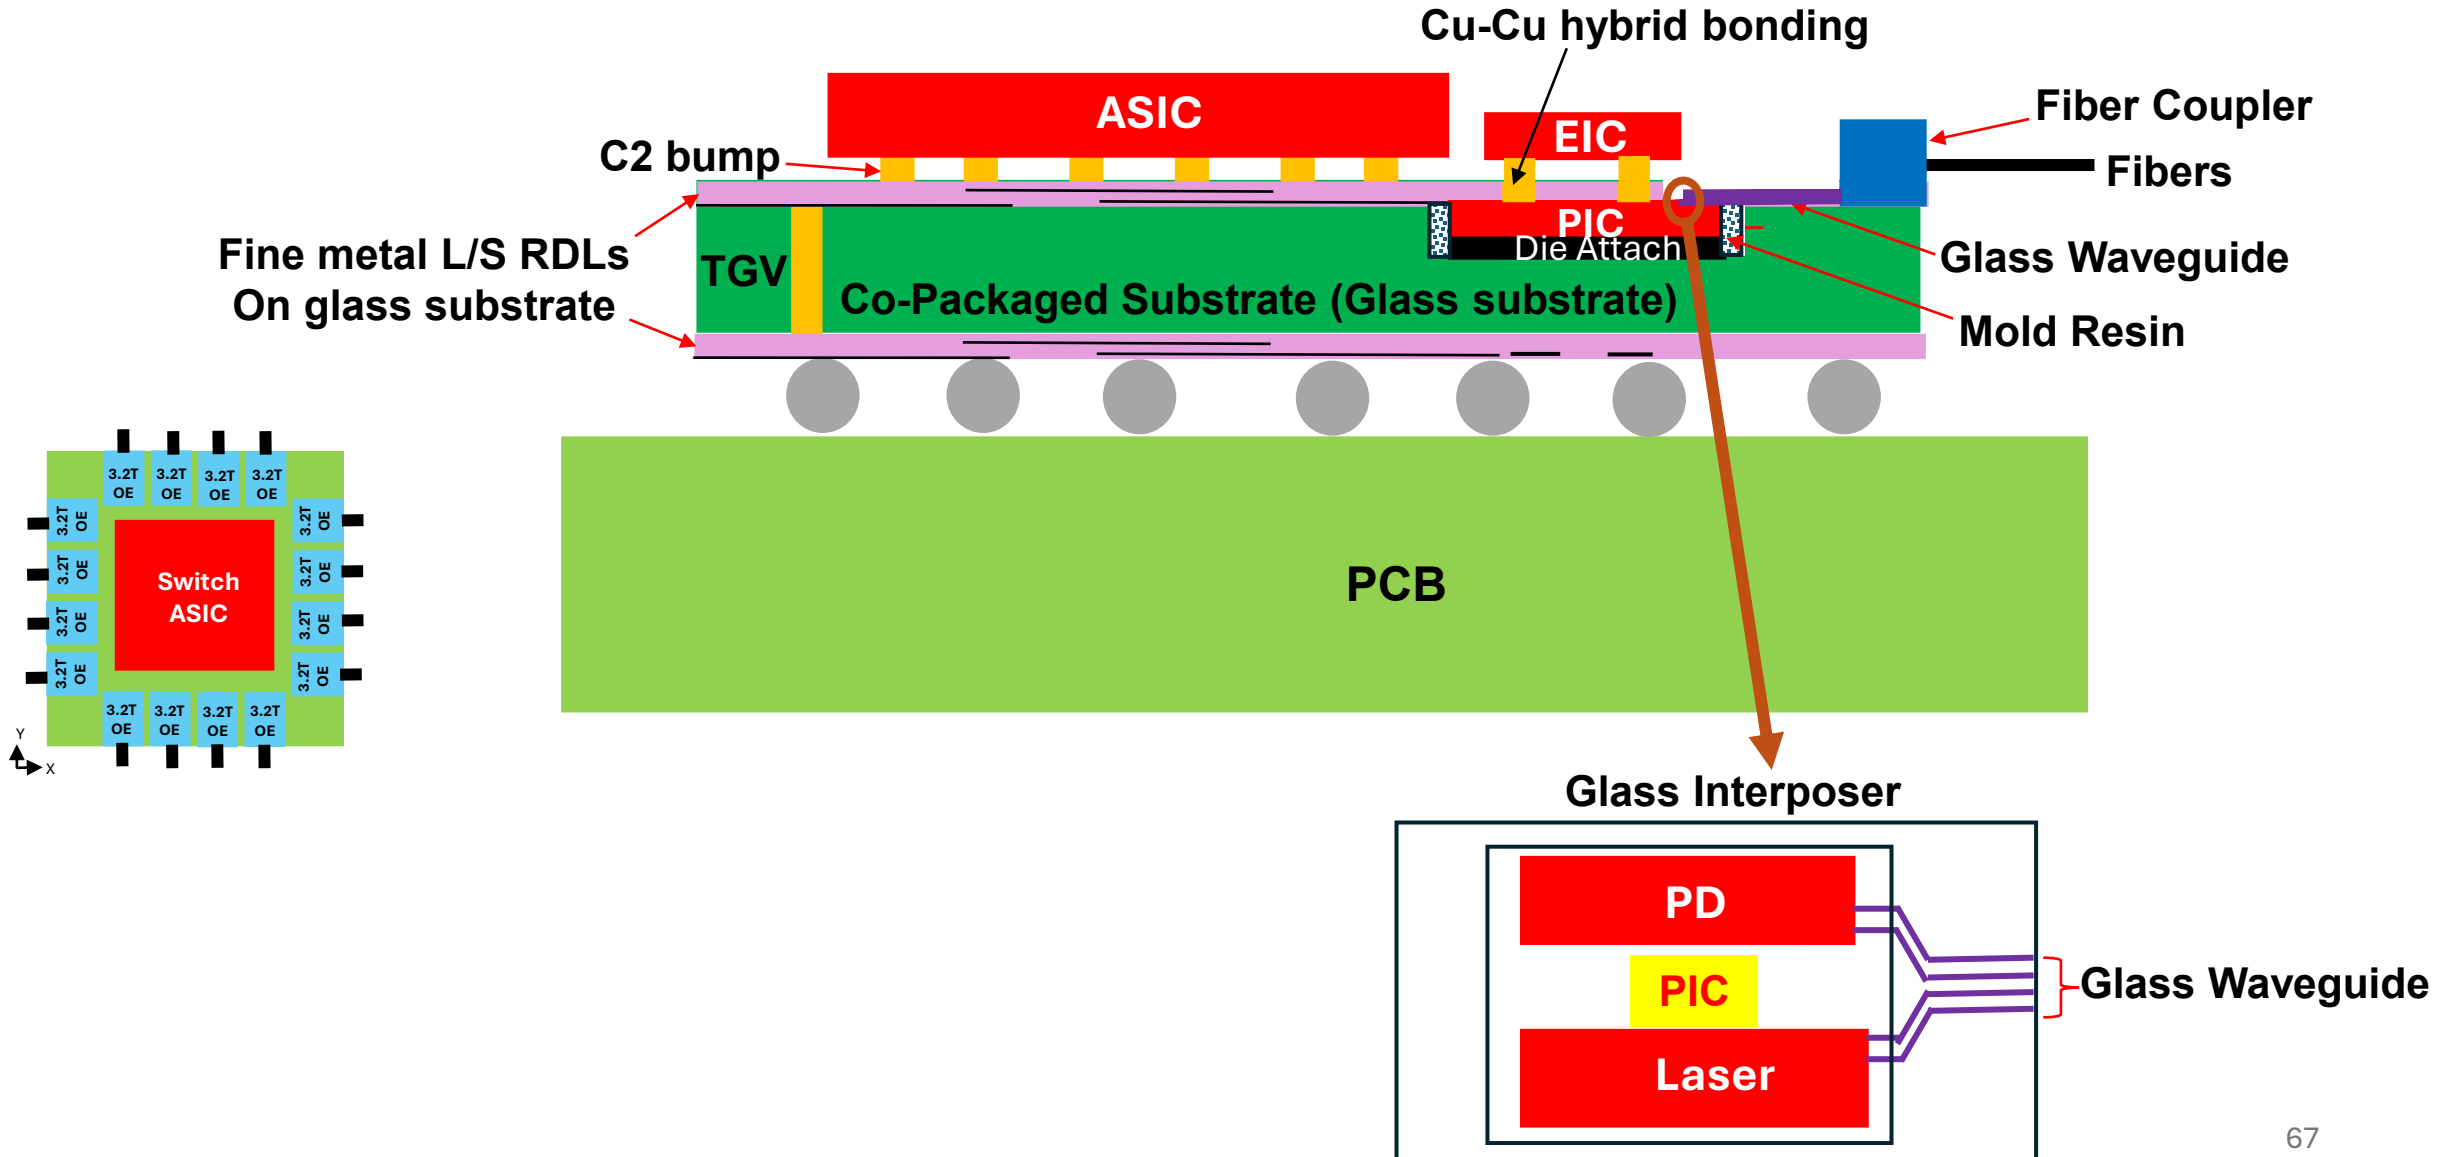 Cu-Cu hybrid bonding
ASIC
EIC
Fiber Coupler
C2 bump
Fibers
Fine metal L/S RDLs
On glass substrate
PIC
Die Attach
TGV
Co-Packaged Substrate (Glass substrate)
Glass Waveguide
Mold Resin
PCB
3.2T
OE
3.2T
OE
3.2T
OE
3.2T
OE
3.2T
OE
3.2T
OE
3.2T
OE
3.2T
OE
Switch
ASIC
3.2T
OE
3.2T
OE
3.2T
OE
3.2T
OE
3.2T
OE
3.2T
OE
3.2T
OE
3.2T
OE
Y
X
Glass Interposer
PD
PIC
Laser
Glass Waveguide
67